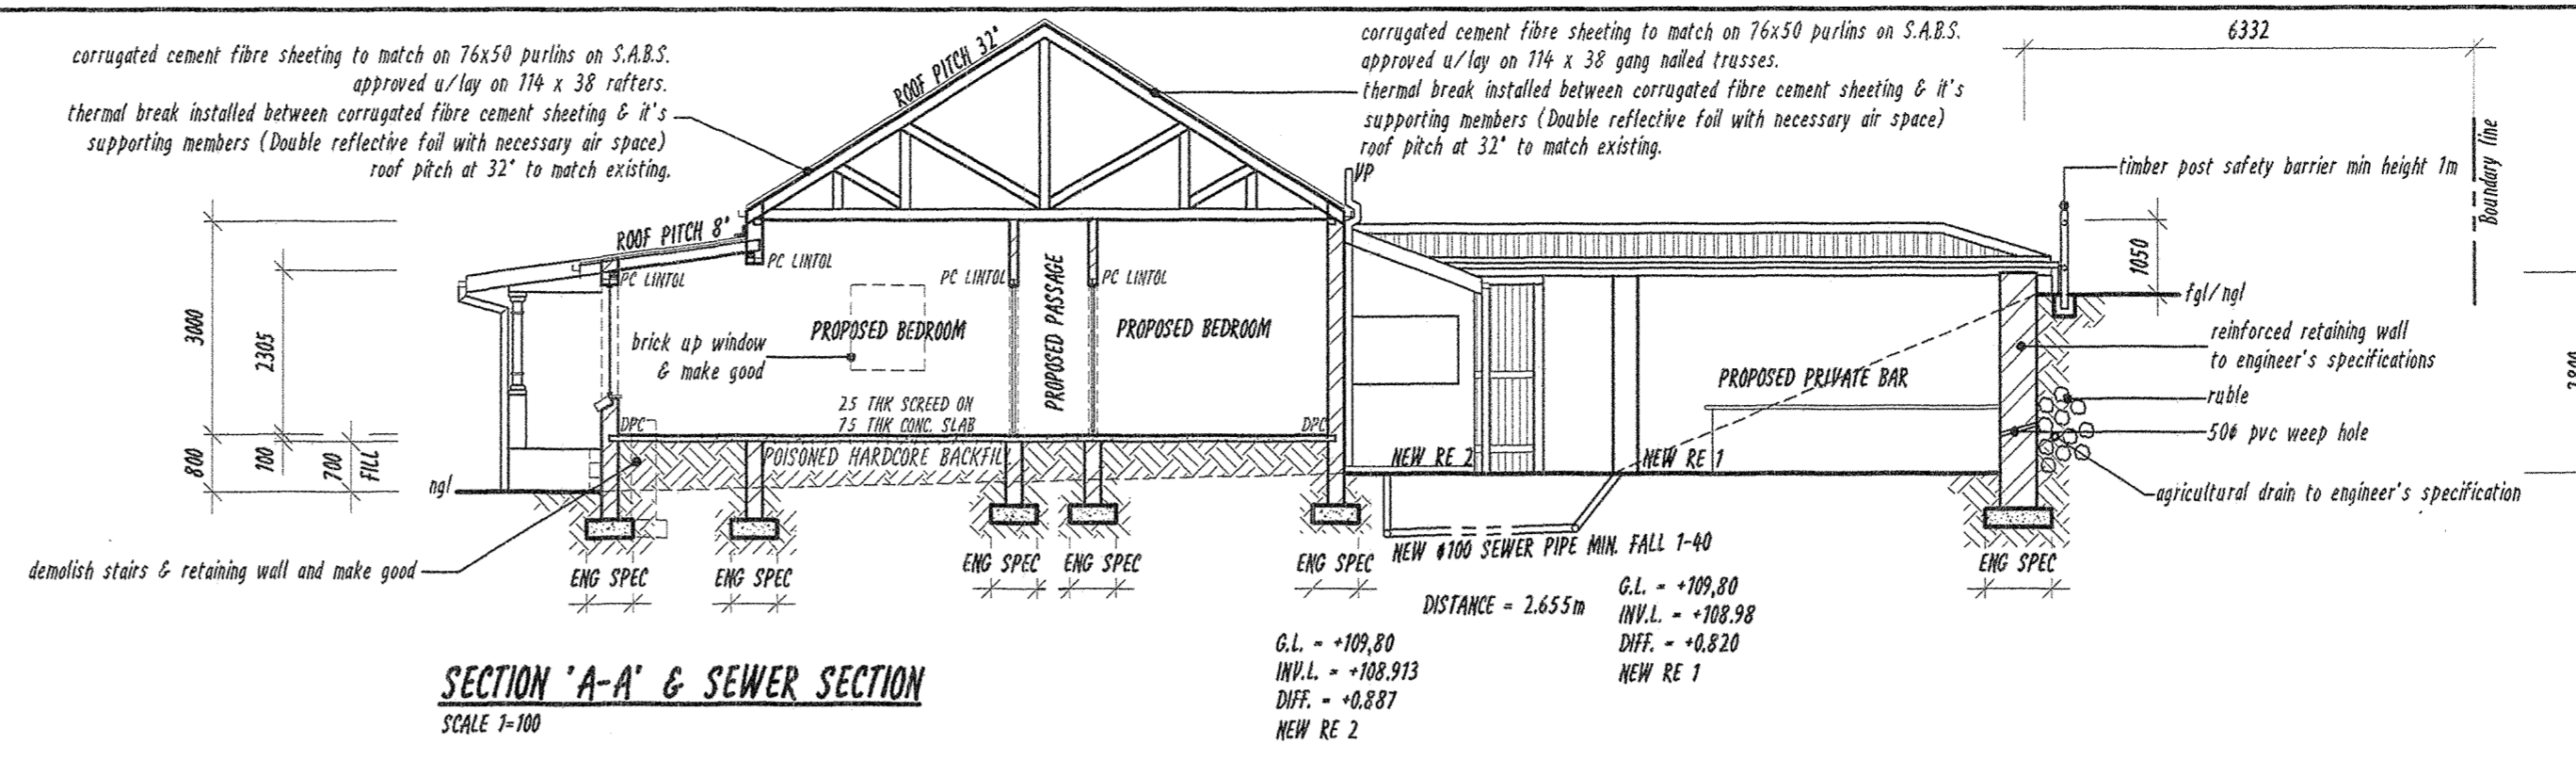 corrugated cement fibre sheeting to match on 76x50 purlins on S.A.B.S.
approved u/lay on 114 x 38 rafters.
thermal break installed between corrugated fibre cement sheeting & it's
supporting members (Double reflective foil with necessary air space)
roof pitch at 32° to match existing.
ROOF PITCH 32°
corrugated cement fibre sheeting to match on 76x50 purlins on S.A.B.S.
approved u/lay on 114 x 38 gang nailed trusses.
thermal break installed between corrugated fibre cement sheeting & it's
supporting members (Double reflective foil with necessary air space)
roof pitch at 32° to match existing.
6332
Boundary line
timber post safety barrier min height 1m
VP
ROOF PITCH 8°
PC LINTOL
PC LINTOL
PC LINTOL
PC LINTOL
1050
fgl/ngl
3000
2305
brick up window
& make good
PROPOSED BEDROOM
PROPOSED PASSAGE
PROPOSED BEDROOM
PROPOSED PRIVATE BAR
reinforced retaining wall
to engineer's specifications
ruble
50¢ pvc weep hole
agricultural drain to engineer's specification
25 THK SCREED ON
75 THK CONC. SLAB
DPC
DPC
POISONED HARDCORE BACKFILL
NEW RE 2
NEW RE 1
800
100
700
FILL
ngl
demolish stairs & retaining wall and make good
ENG SPEC
ENG SPEC
ENG SPEC
ENG SPEC
ENG SPEC
ENG SPEC
NEW ø100 SEWER PIPE MIN. FALL 1-40
DISTANCE = 2.655m
G.L. = +109,80
INV.L. = +108.98
DIFF. = +0.820
NEW RE 1
G.L. = +109,80
INV.L. = +108.913
DIFF. = +0.887
NEW RE 2
SECTION 'A-A' & SEWER SECTION
SCALE 1=100